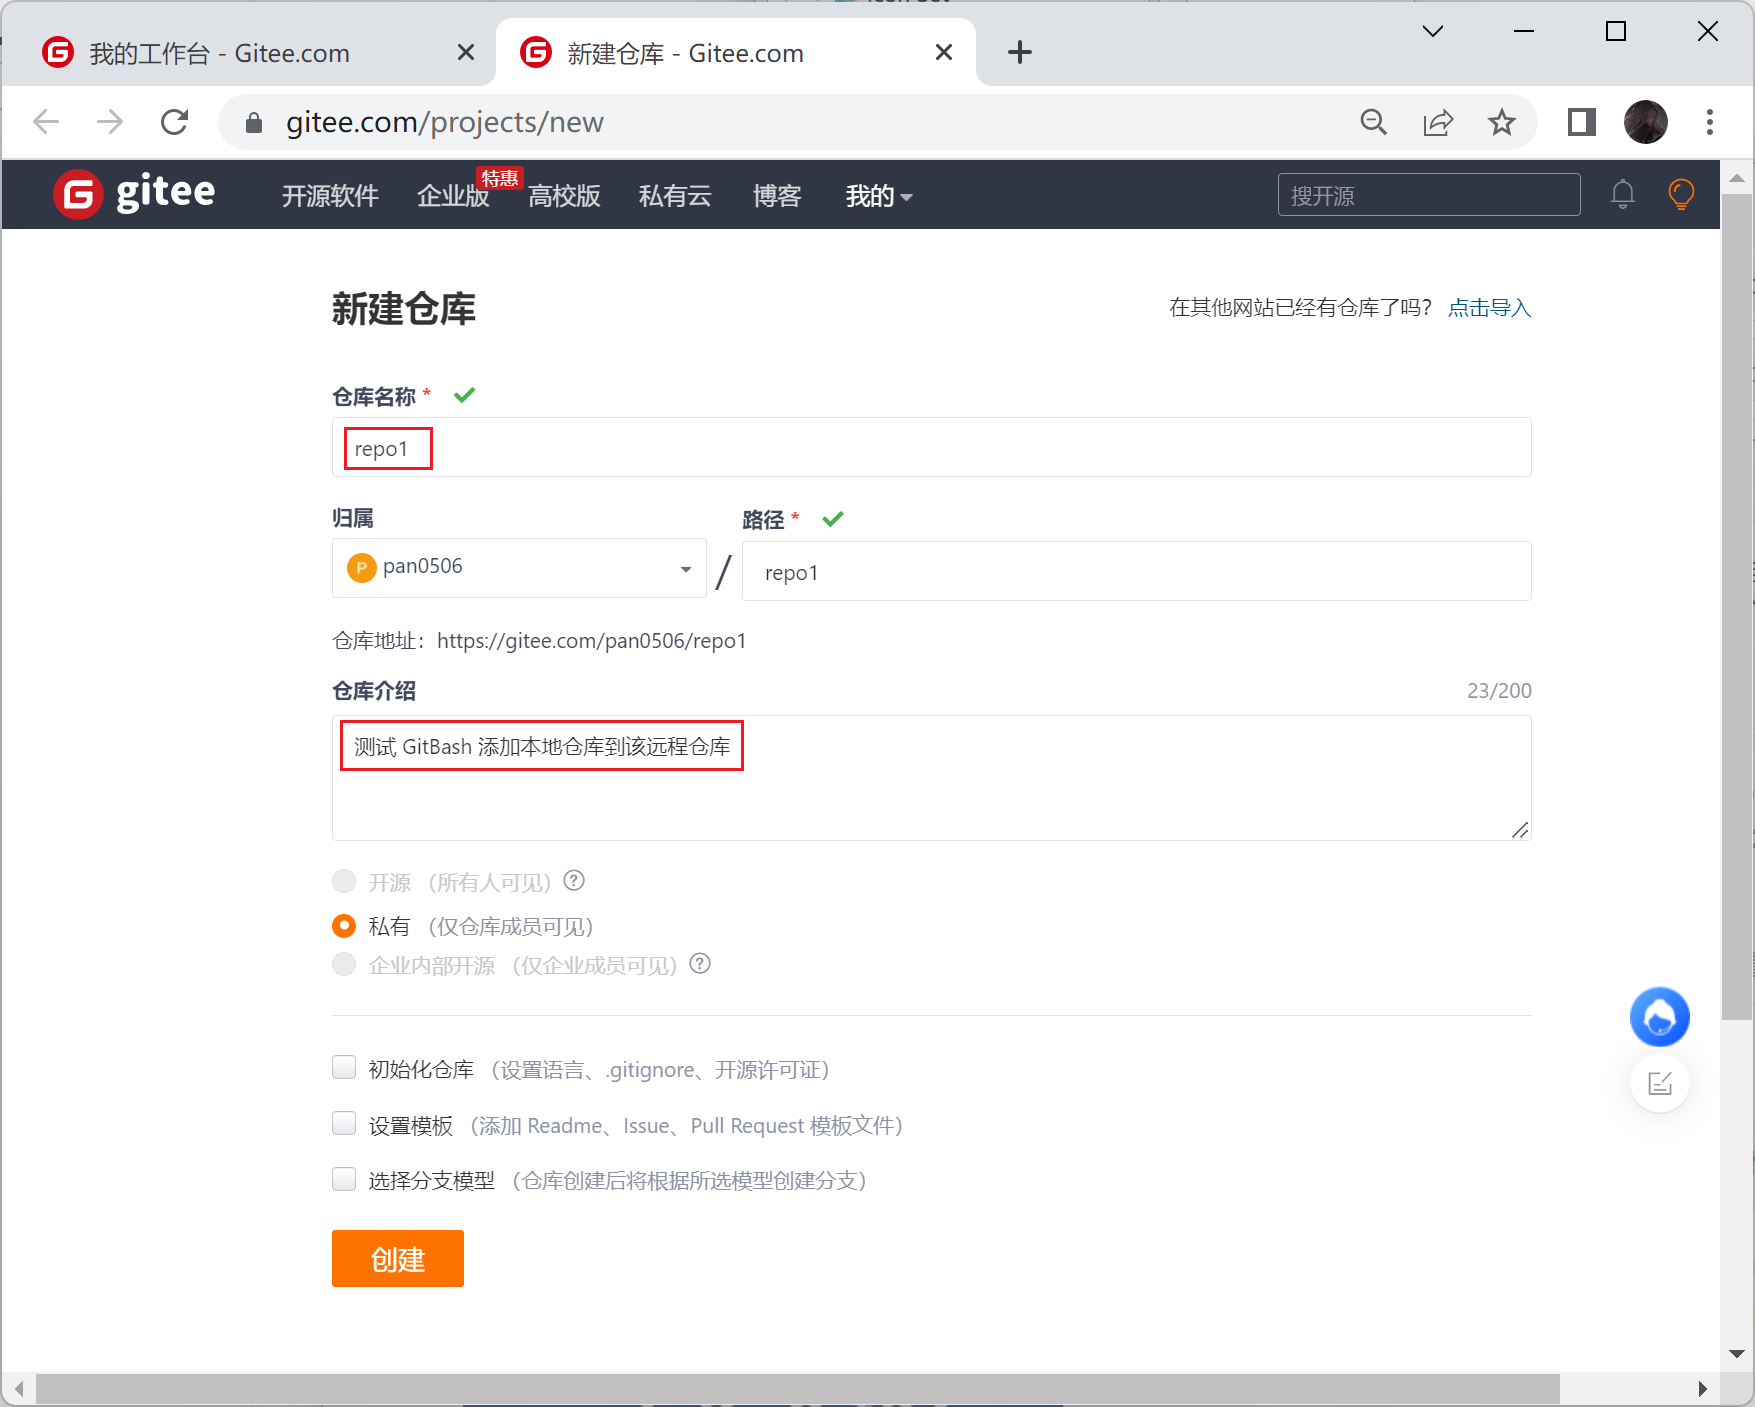 我的工作台 - Gitee.com
新建仓库 - Gitee.com
gitee.com/projects/new
gitee 开源软件 企业版 特惠 高校版 私有云 博客 我的 搜开源
新建仓库
在其他网站已经有仓库了吗? 点击导入
仓库名称 *
repo1
归属
路径 *
P pan0506 / repo1
仓库地址：https://gitee.com/pan0506/repo1
仓库介绍
23/200
测试 GitBash 添加本地仓库到该远程仓库
开源 （所有人可见）
私有 （仅仓库成员可见）
企业内部开源 （仅企业成员可见）
初始化仓库 （设置语言、.gitignore、开源许可证）
设置模板 （添加 Readme、Issue、Pull Request 模板文件）
选择分支模型 （仓库创建后将根据所选模型创建分支）
创建